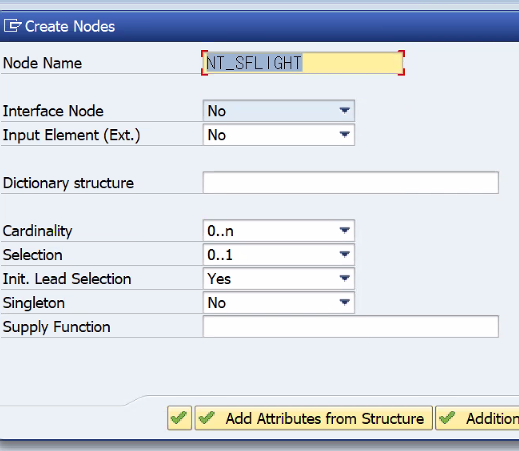 Create Nodes
Node Name NT_SFLIGHT
Interface Node No
Input Element (Ext.) No
Dictionary structure
Cardinality 0..n
Selection 0..1
Init. Lead Selection Yes
Singleton No
Supply Function
Add Attributes from Structure Addition